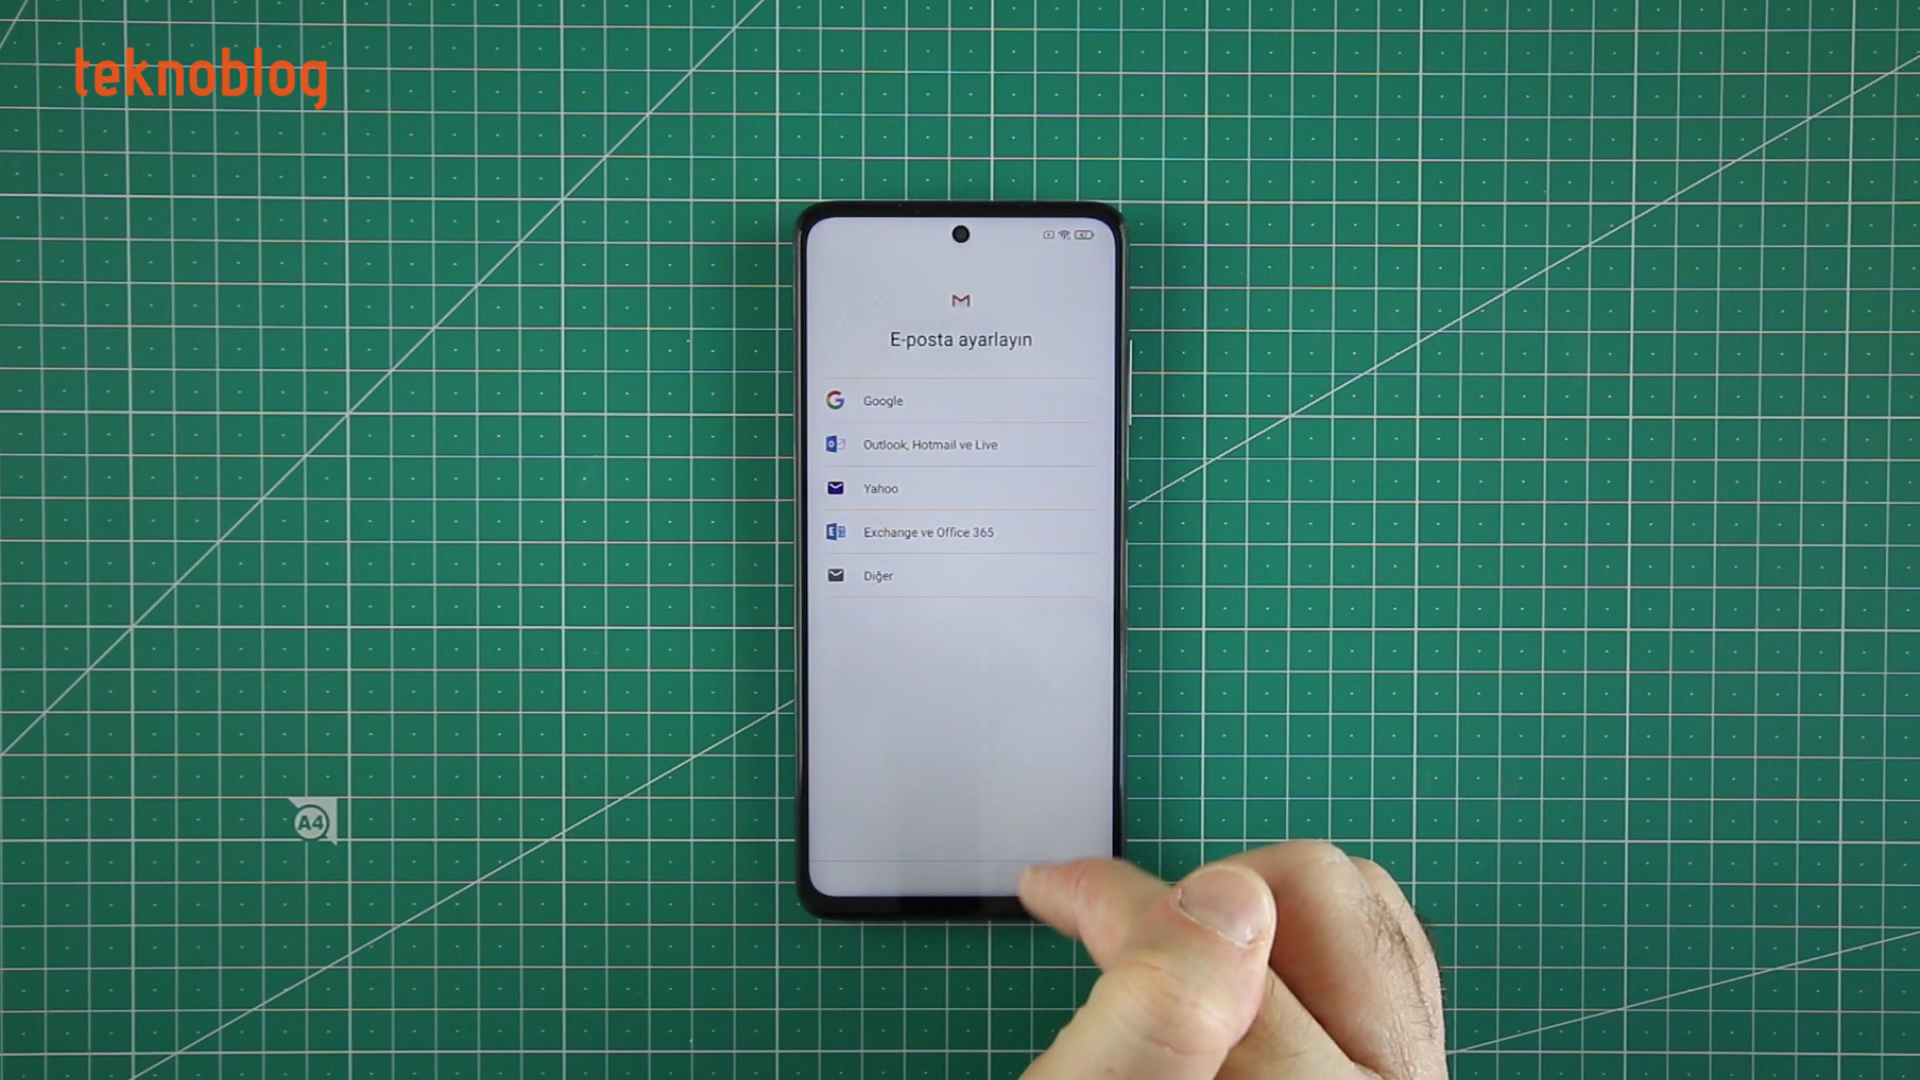 teknoblog
E-posta ayarlayın
Google
Outlook, Hotmail ve Live
Yahoo
Exchange ve Office 365
Diğer
A4